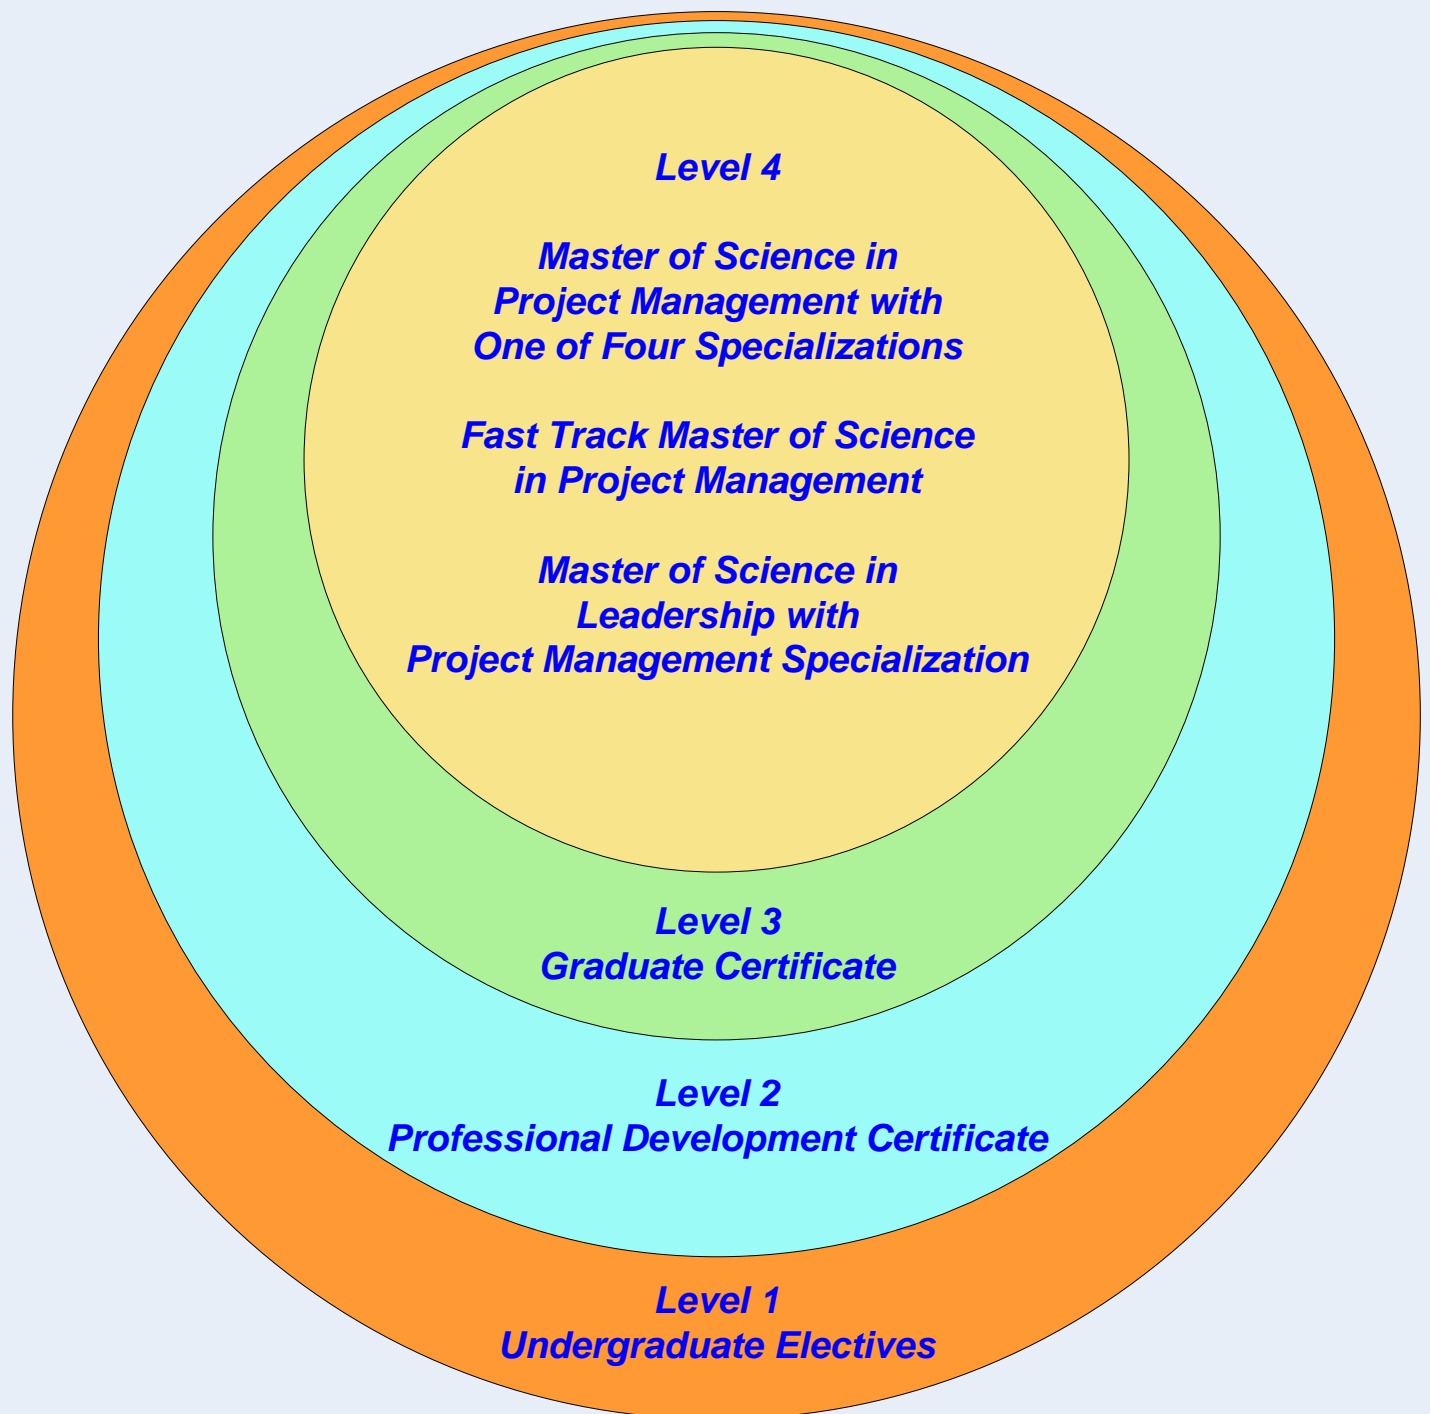 Level 4
Master of Science in
Project Management with
One of Four Specializations
Fast Track Master of Science
in Project Management
Master of Science in
Leadership with
Project Management Specialization
Level 3
Graduate Certificate
Level 2
Professional Development Certificate
Level 1
Undergraduate Electives